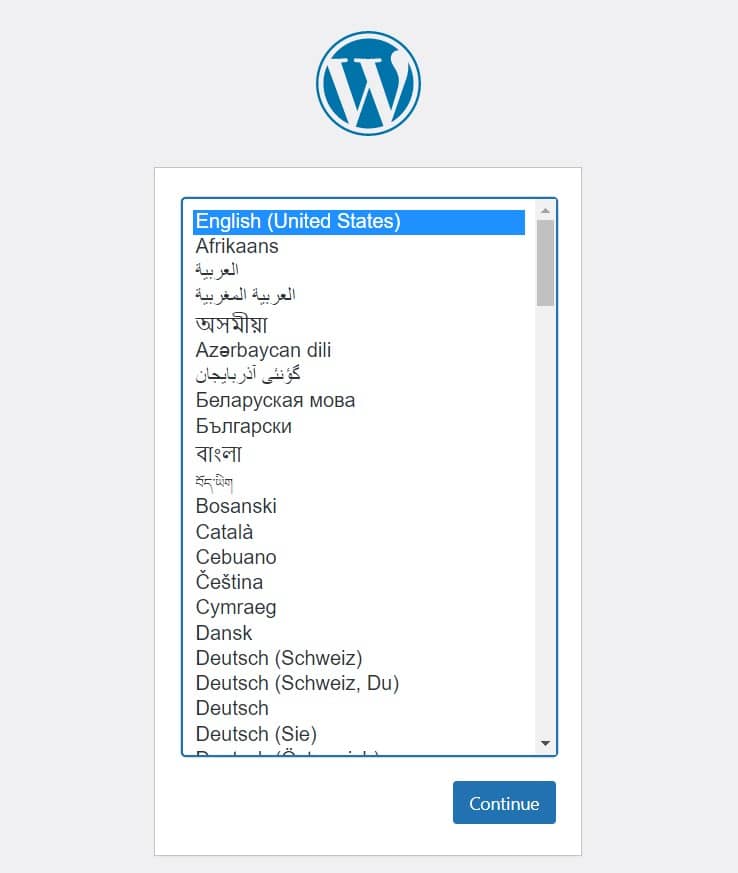 English (United States)
Afrikaans
العربية
العربية المغربية
অসমীয়া
Azərbaycan dili
گؤنئی آذربایجان
Беларуская мова
Български
বাংলা
བོད་ཡིག
Bosanski
Català
Cebuano
Čeština
Cymraeg
Dansk
Deutsch (Schweiz)
Deutsch (Schweiz, Du)
Deutsch
Deutsch (Sie)
Continue